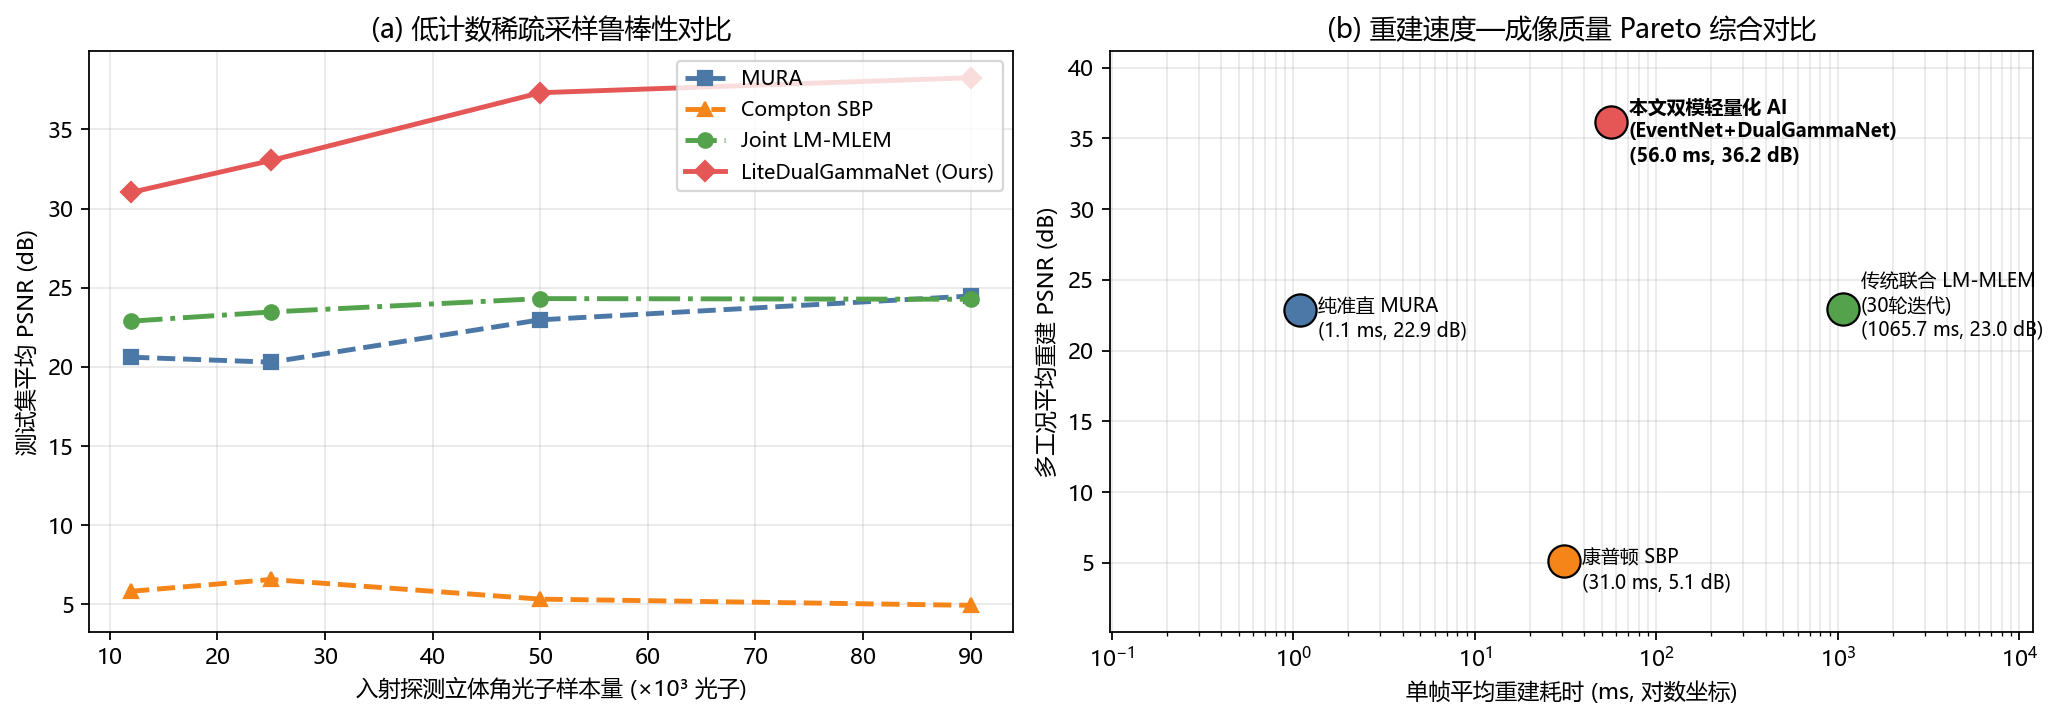 (a) 低计数稀疏采样鲁棒性对比
MURA
Compton SBP
Joint LM-MLEM
LiteDualGammaNet (Ours)
测试集平均 PSNR (dB)
35
30
25
20
15
10
5
10 20 30 40 50 60 70 80 90
入射探测立体角光子样本量 (×10³ 光子)
(b) 重建速度—成像质量 Pareto 综合对比
多工况平均重建 PSNR (dB)
40
35
30
25
20
15
10
5
本文双模轻量化 AI
(EventNet+DualGammaNet)
(56.0 ms, 36.2 dB)
传统联合 LM-MLEM
(30轮迭代)
(1065.7 ms, 23.0 dB)
纯准直 MURA
(1.1 ms, 22.9 dB)
康普顿 SBP
(31.0 ms, 5.1 dB)
10⁻¹ 10⁰ 10¹ 10² 10³ 10⁴
单帧平均重建耗时 (ms, 对数坐标)